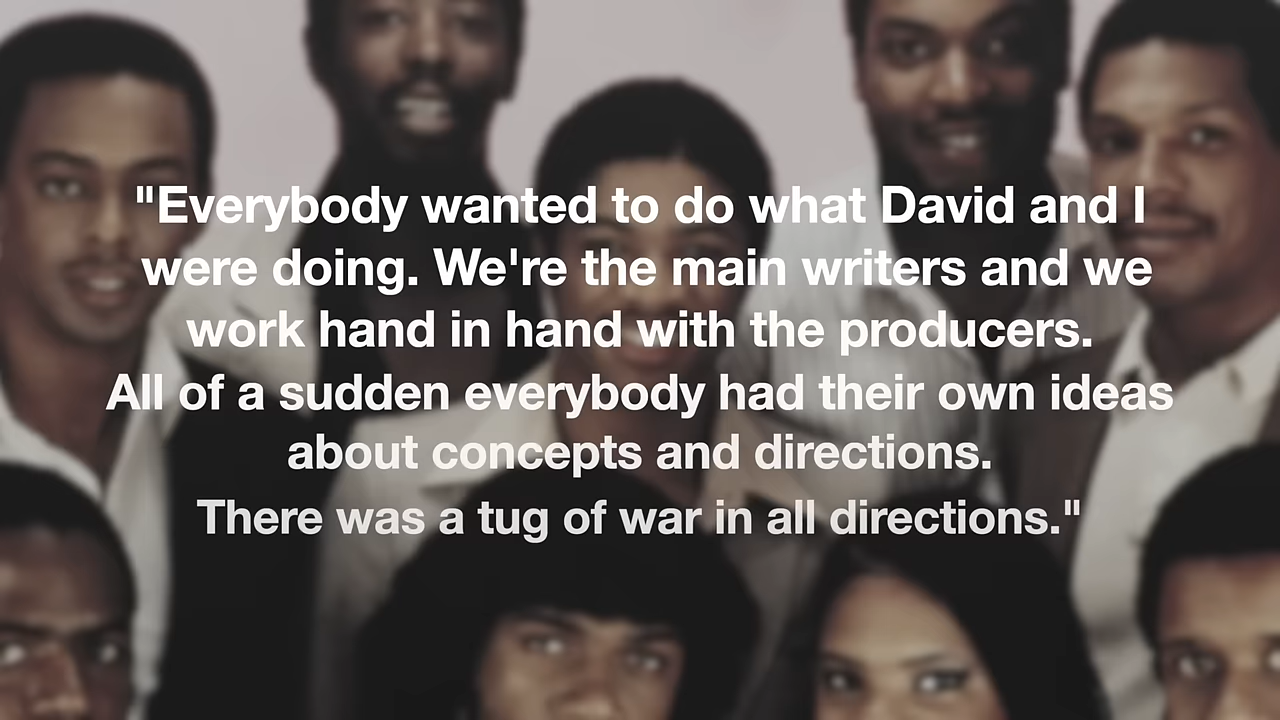 "Everybody wanted to do what David and I
were doing. We're the main writers and we
work hand in hand with the producers.
All of a sudden everybody had their own ideas
about concepts and directions.
There was a tug of war in all directions."